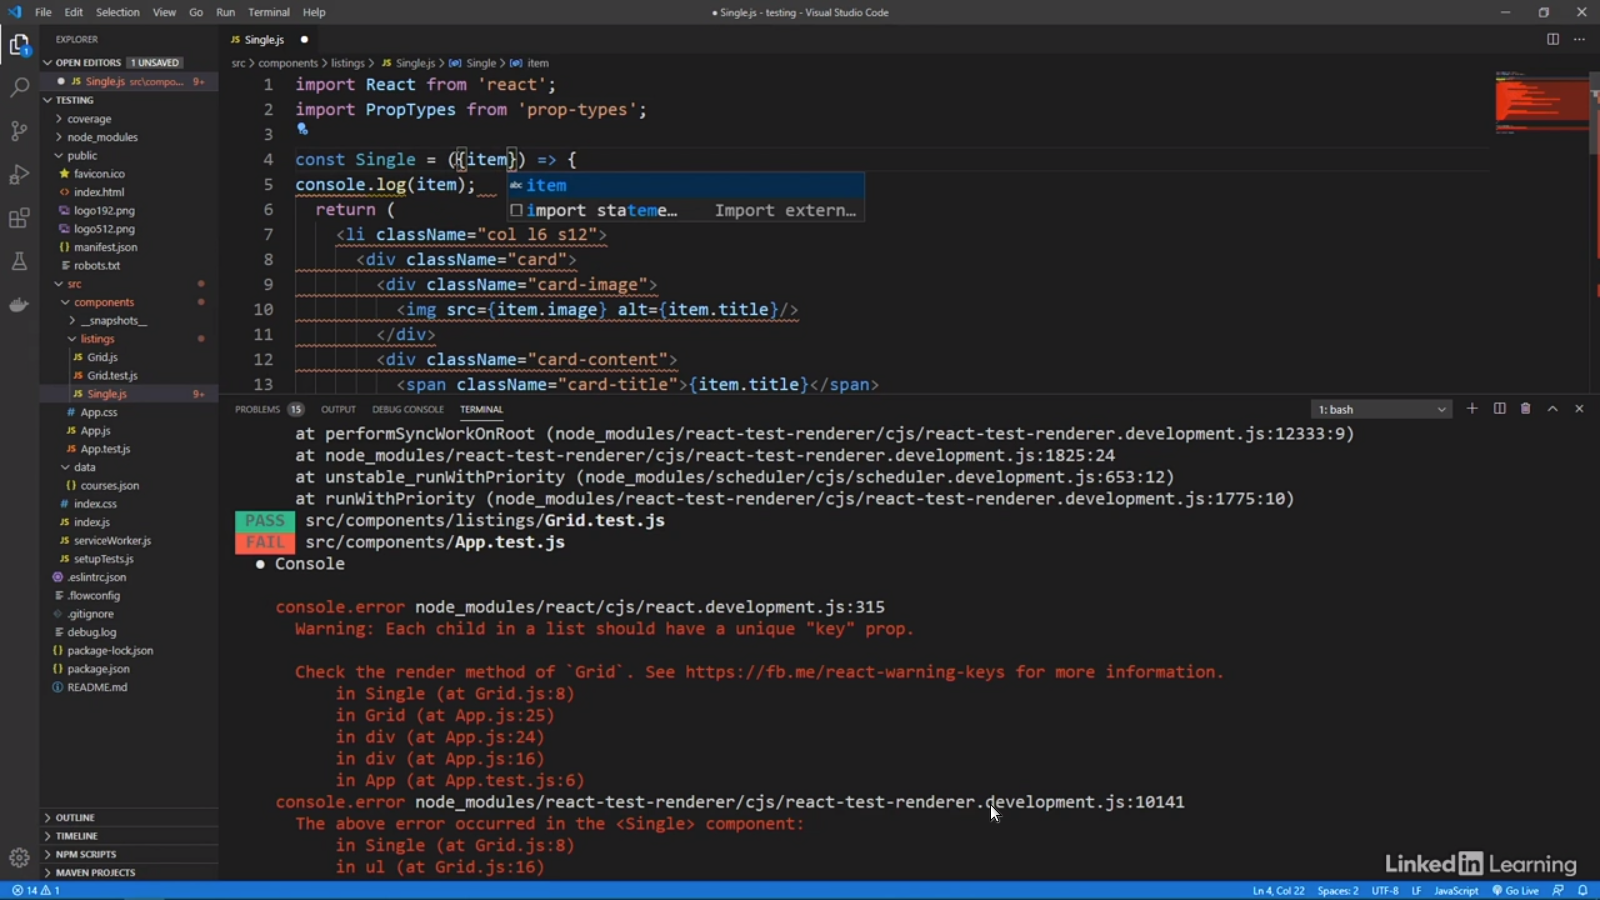 File Edit Selection View Go Run Terminal Help
● Single.js - testing - Visual Studio Code
EXPLORER
OPEN EDITORS 1 UNSAVED
JS Single.js src\compo... 9+
TESTING
coverage
node_modules
public
favicon.ico
index.html
logo192.png
logo512.png
manifest.json
robots.txt
src
components
__snapshots__
listings
JS Grid.js
JS Grid.test.js
JS Single.js 9+
# App.css
JS App.js
JS App.test.js
data
{} courses.json
# index.css
JS index.js
JS serviceWorker.js
JS setupTests.js
.eslintrc.json
.flowconfig
.gitignore
debug.log
{} package-lock.json
{} package.json
README.md
OUTLINE
TIMELINE
NPM SCRIPTS
MAVEN PROJECTS
JS Single.js ●
src > components > listings > JS Single.js > Single > item
1 import React from 'react';
2 import PropTypes from 'prop-types';
3
4 const Single = ({item}) => {
5 console.log(item);
abc item
import stateme... Import extern...
6 return (
7 <li className="col l6 s12">
8 <div className="card">
9 <div className="card-image">
10 <img src={item.image} alt={item.title}/>
11 </div>
12 <div className="card-content">
13 <span className="card-title">{item.title}</span>
PROBLEMS 15 OUTPUT DEBUG CONSOLE TERMINAL 1: bash
at performSyncWorkOnRoot (node_modules/react-test-renderer/cjs/react-test-renderer.development.js:12333:9)
at node_modules/react-test-renderer/cjs/react-test-renderer.development.js:1825:24
at unstable_runWithPriority (node_modules/scheduler/cjs/scheduler.development.js:653:12)
at runWithPriority (node_modules/react-test-renderer/cjs/react-test-renderer.development.js:1775:10)
PASS src/components/listings/Grid.test.js
FAIL src/components/App.test.js
● Console
console.error node_modules/react/cjs/react.development.js:315
Warning: Each child in a list should have a unique "key" prop.
Check the render method of `Grid`. See https://fb.me/react-warning-keys for more information.
in Single (at Grid.js:8)
in Grid (at App.js:25)
in div (at App.js:24)
in div (at App.js:16)
in App (at App.test.js:6)
console.error node_modules/react-test-renderer/cjs/react-test-renderer.development.js:10141
The above error occurred in the <Single> component:
in Single (at Grid.js:8)
in ul (at Grid.js:16)
LinkedIn Learning
14 1
Ln 4, Col 22 Spaces: 2 UTF-8 LF JavaScript Go Live